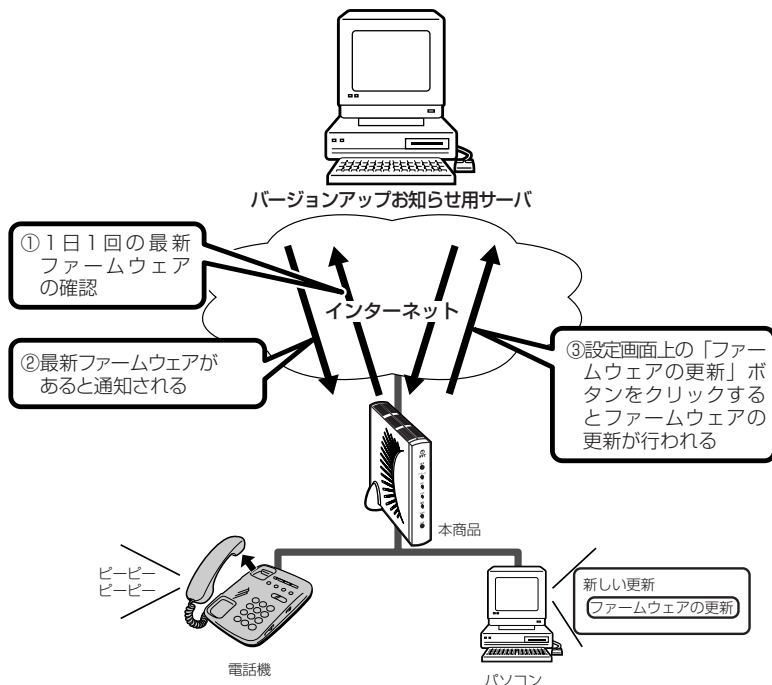 バージョンアップお知らせ用サーバ
①1日1回の最新
ファームウェア
の確認
インターネット
②最新ファームウェアが
あると通知される
③設定画面上の「ファー
ムウェアの更新」ボ
タンをクリックする
とファームウェアの
更新が行われる
本商品
ピーピー
ピーピー
電話機
新しい更新
ファームウェアの更新
パソコン